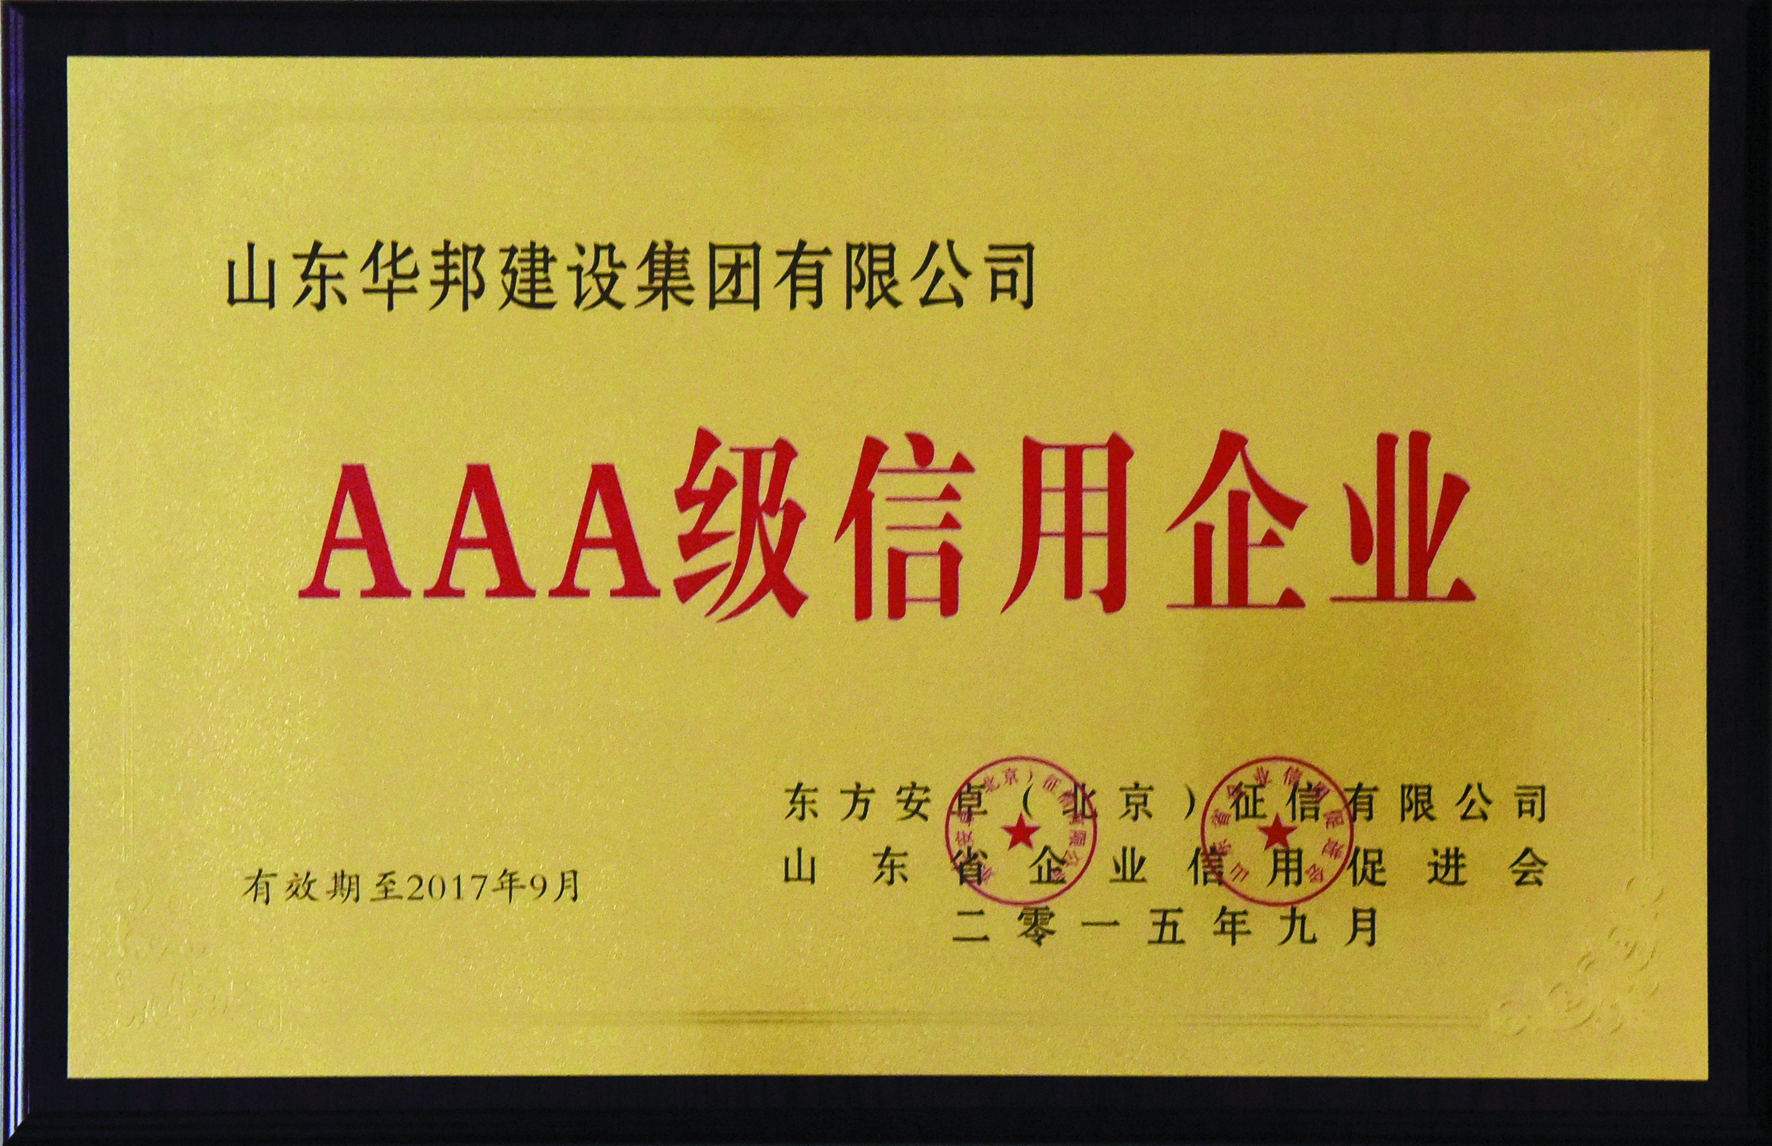 山东华邦建设集团有限公司
AAA级信用企业
东方安卓（北京）征信有限公司
山东省企业信用促进会
有效期至2017年9月
二零一五年九月